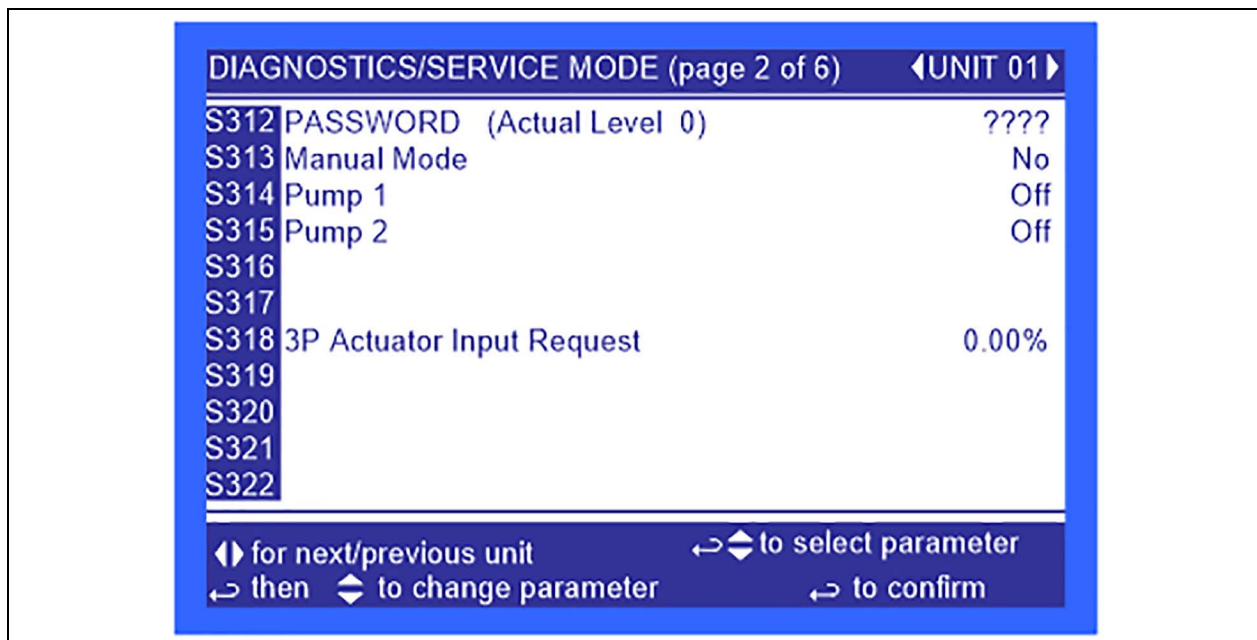 DIAGNOSTICS/SERVICE MODE (page 2 of 6) UNIT 01
S312 PASSWORD (Actual Level 0) ????
S313 Manual Mode No
S314 Pump 1 Off
S315 Pump 2 Off
S316
S317
S318 3P Actuator Input Request 0.00%
S319
S320
S321
S322
for next/previous unit to select parameter
then to change parameter to confirm